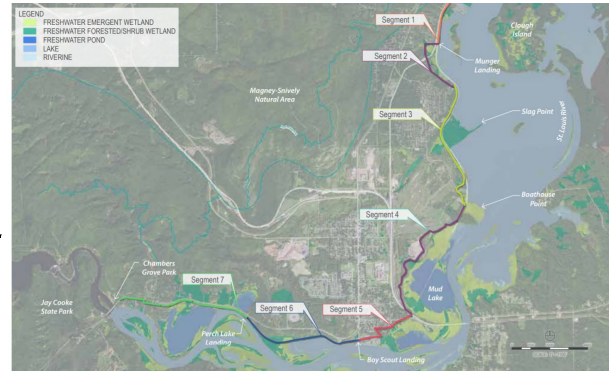 LEGEND
FRESHWATER EMERGENT WETLAND
FRESHWATER FORESTED/SHRUB WETLAND
FRESHWATER POND
LAKE
RIVERINE
Segment 1
Clough
Island
Segment 2
Munger
Landing
Magney-Snively
Natural Area
Slag Point
Segment 3
St. Louis River
Boathouse
Point
Segment 4
Chambers
Grove Park
Mud
Lake
Segment 7
Jay Cooke
State Park
Segment 6
Segment 5
Perch Lake
Landing
Boy Scout Landing